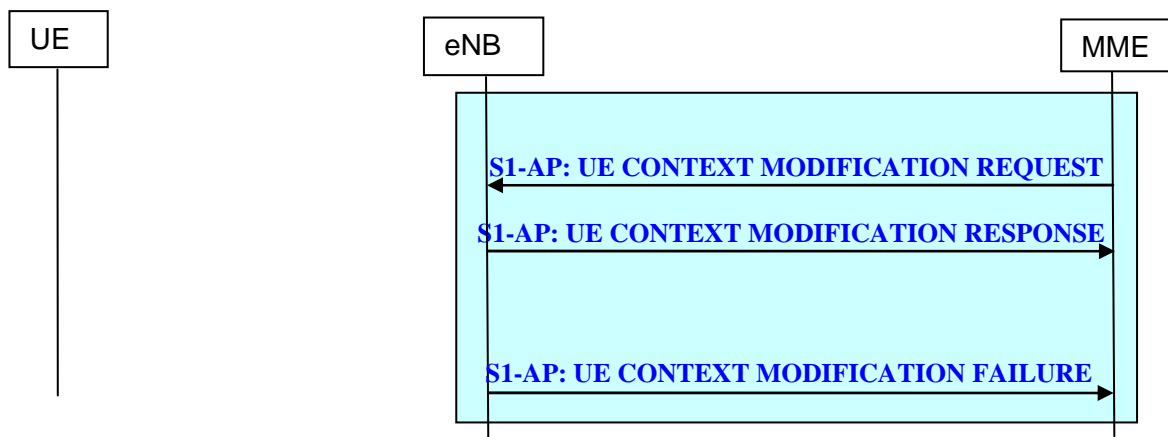 UE
eNB
MME
S1-AP: UE CONTEXT MODIFICATION REQUEST
S1-AP: UE CONTEXT MODIFICATION RESPONSE
S1-AP: UE CONTEXT MODIFICATION FAILURE